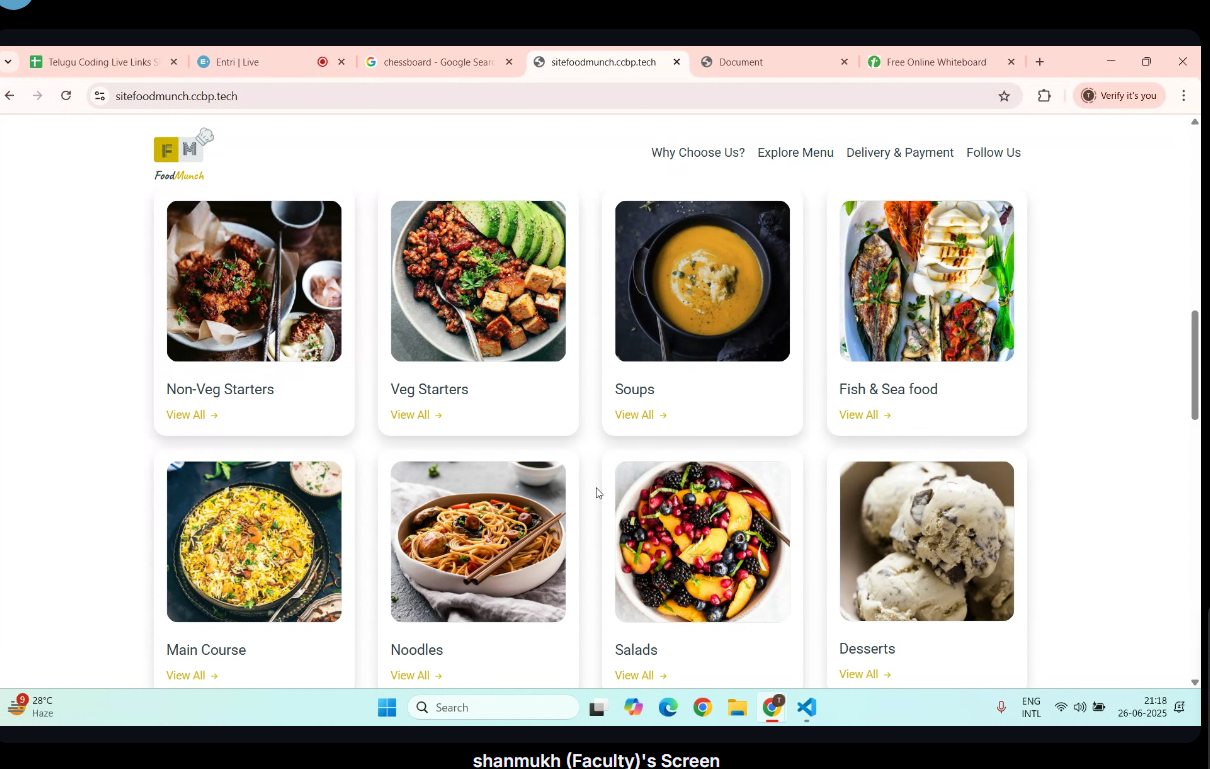 Telugu Coding Live Links S
Entri | Live
chessboard - Google Sear
sitefoodmunch.ccbp.tech
Document
Free Online Whiteboard
sitefoodmunch.ccbp.tech
T
Verify it's you
F M
FoodMunch
Why Choose Us?
Explore Menu
Delivery & Payment
Follow Us
Non-Veg Starters
View All →
Veg Starters
View All →
Soups
View All →
Fish & Sea food
View All →
Main Course
View All →
Noodles
View All →
Salads
View All →
Desserts
View All →
9
28°C
Haze
Search
T
ENG
INTL
21:18
26-06-2025
shanmukh (Faculty)'s Screen